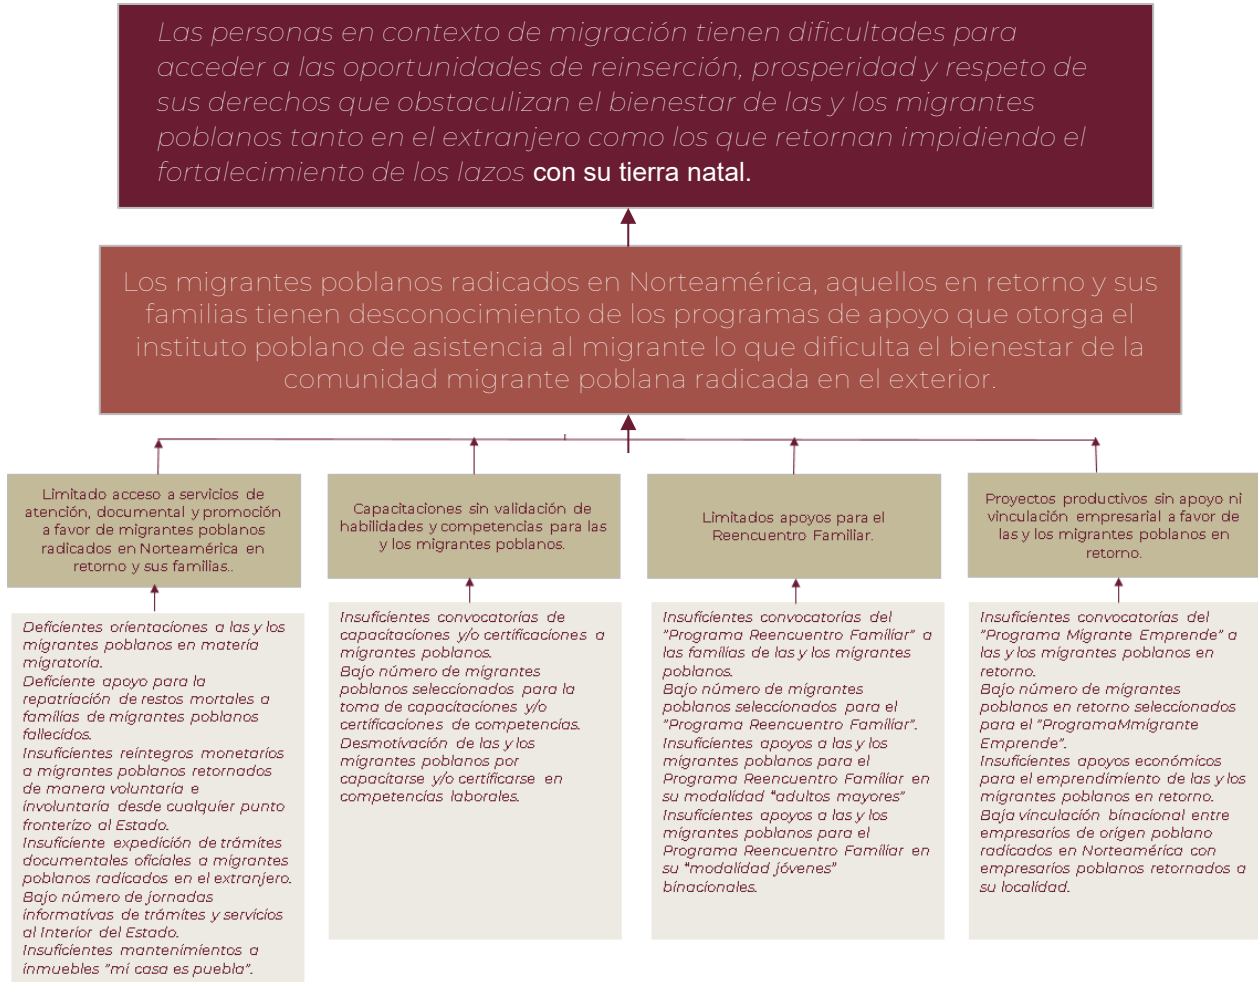 Las personas en contexto de migración tienen dificultades para
acceder a las oportunidades de reinserción, prosperidad y respeto de
sus derechos que obstaculizan el bienestar de las y los migrantes
poblanos tanto en el extranjero como los que retornan impidiendo el
fortalecimiento de los lazos con su tierra natal.
Los migrantes poblanos radicados en Norteamérica, aquellos en retorno y sus
familias tienen desconocimiento de los programas de apoyo que otorga el
instituto poblano de asistencia al migrante lo que dificulta el bienestar de la
comunidad migrante poblana radicada en el exterior.
Limitado acceso a servicios de
atención, documental y promoción
a favor de migrantes poblanos
radicados en Norteamérica en
retorno y sus familias..
Capacitaciones sin validación de
habilidades y competencias para las
y los migrantes poblanos.
Limitados apoyos para el
Reencuentro Familiar.
Proyectos productivos sin apoyo ni
vinculación empresarial a favor de
las y los migrantes poblanos en
retorno.
Deficientes orientaciones a las y los
migrantes poblanos en materia
migratoria.
Deficiente apoyo para la
repatriación de restos mortales a
familias de migrantes poblanos
fallecidos.
Insuficientes reintegros monetarios
a migrantes poblanos retornados
de manera voluntaria e
involuntaria desde cualquier punto
fronterizo al Estado.
Insuficiente expedición de trámites
documentales oficiales a migrantes
poblanos radicados en el extranjero.
Bajo número de jornadas
informativas de trámites y servicios
al Interior del Estado.
Insuficientes mantenimientos a
inmuebles "mi casa es puebla".
Insuficientes convocatorias de
capacitaciones y/o certificaciones a
migrantes poblanos.
Bajo número de migrantes
poblanos seleccionados para la
toma de capacitaciones y/o
certificaciones de competencias.
Desmotivación de las y los
migrantes poblanos por
capacitarse y/o certificarse en
competencias laborales.
Insuficientes convocatorias del
"Programa Reencuentro Familiar" a
las familias de las y los migrantes
poblanos.
Bajo número de migrantes
poblanos seleccionados para el
"Programa Reencuentro Familiar".
Insuficientes apoyos a las y los
migrantes poblanos para el
Programa Reencuentro Familiar en
su modalidad "adultos mayores"
Insuficientes apoyos a las y los
migrantes poblanos para el
Programa Reencuentro Familiar en
su "modalidad jóvenes"
binacionales.
Insuficientes convocatorias del
"Programa Migrante Emprende" a
las y los migrantes poblanos en
retorno.
Bajo número de migrantes
poblanos en retorno seleccionados
para el "ProgramaMmigrante
Emprende".
Insuficientes apoyos económicos
para el emprendimiento de las y los
migrantes poblanos en retorno.
Baja vinculación binacional entre
empresarios de origen poblano
radicados en Norteamérica con
empresarios poblanos retornados a
su localidad.